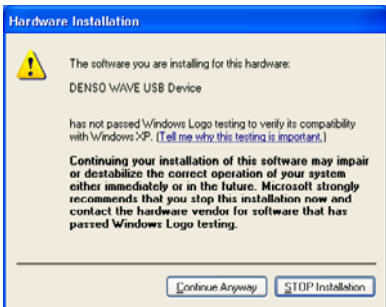 Hardware Installation
The software you are installing for this hardware:
DENSO WAVE USB Device
has not passed Windows Logo testing to verify its compatibility
with Windows XP. (Tell me why this testing is important.)
Continuing your installation of this software may impair
or destabilize the correct operation of your system
either immediately or in the future. Microsoft strongly
recommends that you stop this installation now and
contact the hardware vendor for software that has
passed Windows Logo testing.
Continue Anyway STOP Installation